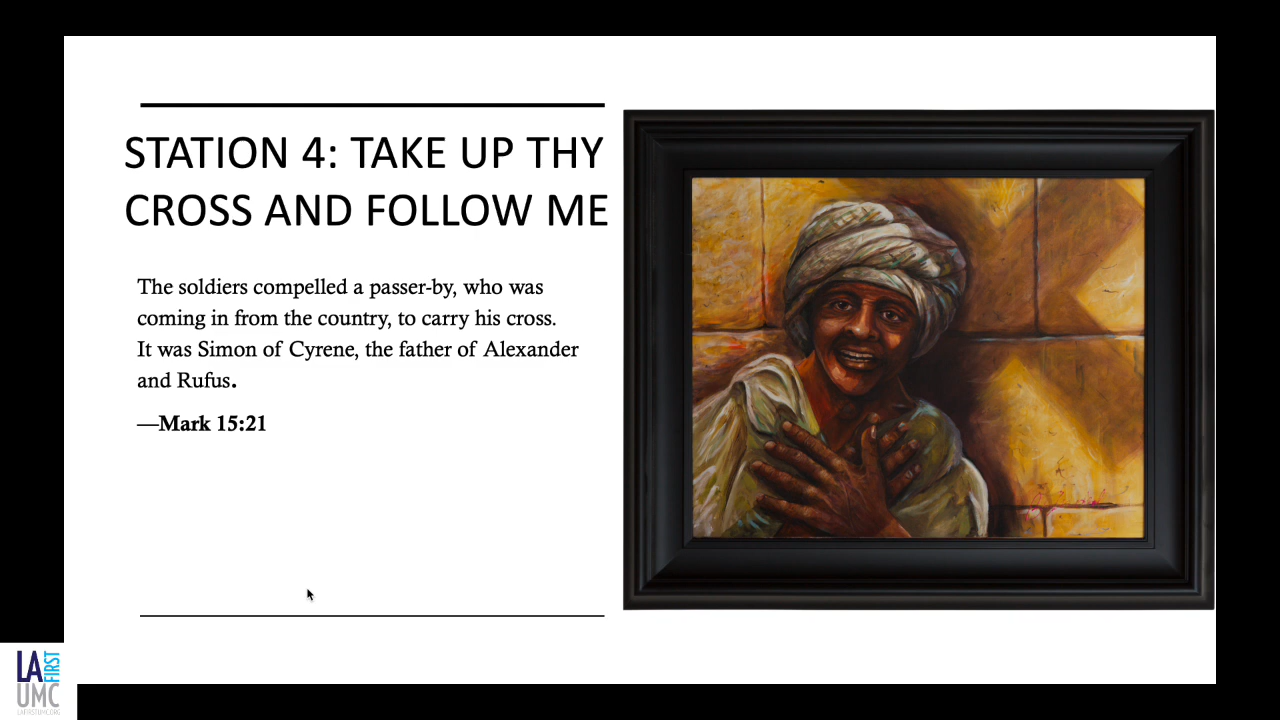 STATION 4: TAKE UP THY
CROSS AND FOLLOW ME
The soldiers compelled a passer-by, who was
coming in from the country, to carry his cross.
It was Simon of Cyrene, the father of Alexander
and Rufus.
—Mark 15:21
LA FIRST
UMC
LAFIRSTUMC.ORG